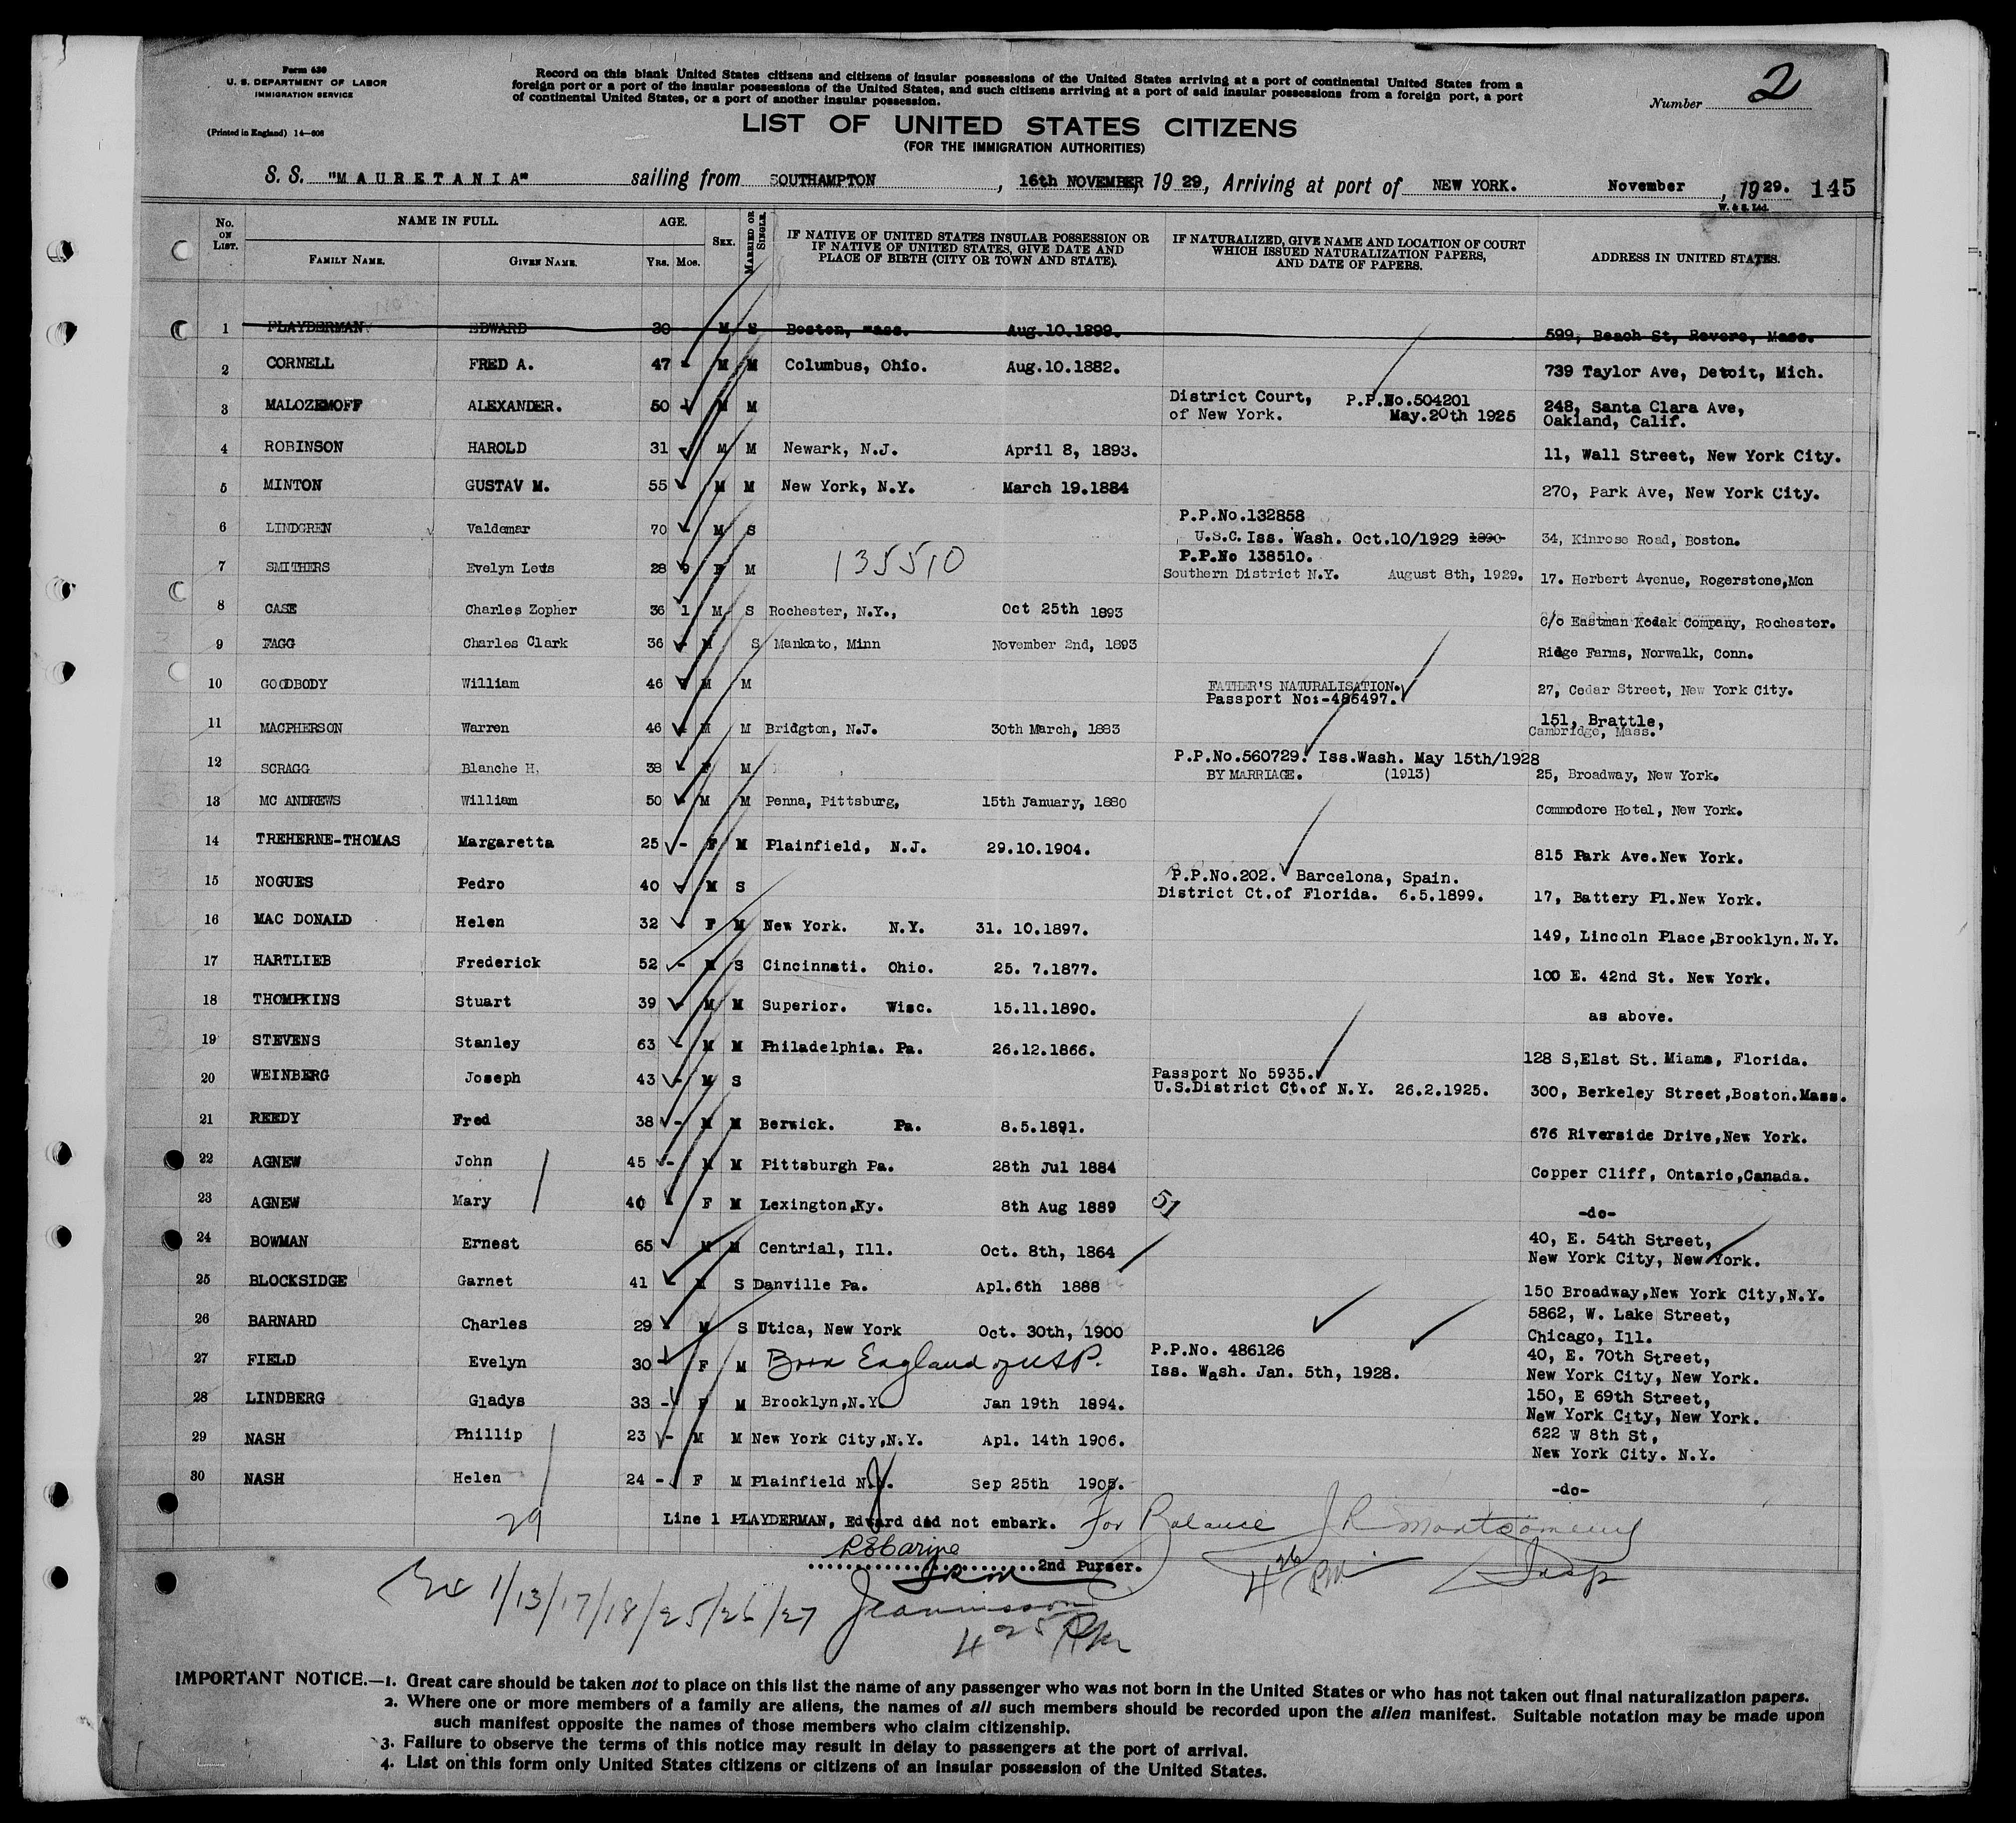 Form 630
U. S. DEPARTMENT OF LABOR
IMMIGRATION SERVICE
(Printed in England) 14—608
Record on this blank United States citizens and citizens of insular possessions of the United States arriving at a port of continental United States from a
foreign port or a port of the insular possessions of the United States, and such citizens arriving at a port of said insular possessions from a foreign port, a port
of continental United States, or a port of another insular possession.
Number 2
LIST OF UNITED STATES CITIZENS
(FOR THE IMMIGRATION AUTHORITIES)
S. S. "MAURETANIA" sailing from SOUTHAMPTON, 16th NOVEMBER, 1929, Arriving at port of NEW YORK. November, 1929. 145
W. & S. Ltd.
No. ON LIST. NAME IN FULL. FAMILY NAME. GIVEN NAME. AGE. YRS. MOS. SEX. MARRIED OR SINGLE. IF NATIVE OF UNITED STATES INSULAR POSSESSION OR IF NATIVE OF UNITED STATES, GIVE DATE AND PLACE OF BIRTH (CITY OR TOWN AND STATE). IF NATURALIZED, GIVE NAME AND LOCATION OF COURT WHICH ISSUED NATURALIZATION PAPERS, AND DATE OF PAPERS. ADDRESS IN UNITED STATES.
1 PLAYDERMAN EDWARD 30 M S Boston, Mass. Aug.10.1899. 599, Beach St, Revere, Mass.
2 CORNELL FRED A. 47 M M Columbus, Ohio. Aug.10.1882. 739 Taylor Ave, Detoit, Mich.
3 MALOZEMOFF ALEXANDER. 50 M M District Court, P.P.No.504201 of New York. May.20th 1925 248, Santa Clara Ave, Oakland, Calif.
4 ROBINSON HAROLD 31 M M Newark, N.J. April 8, 1893. 11, Wall Street, New York City.
5 MINTON GUSTAV M. 55 M M New York, N.Y. March 19.1884 270, Park Ave, New York City.
6 LINDGREN Valdemar 70 M S P.P.No.132858 U.S.C. Iss. Wash. Oct.10/1929 1890 34, Kinrose Road, Boston.
7 SMITHERS Evelyn Leis 28 9 F M 135510 P.P.No 138510. Southern District N.Y. August 8th, 1929. 17. Herbert Avenue, Rogerstone,Mon
8 CASE Charles Zopher 36 1 M S Rochester, N.Y., Oct 25th 1893 C/o Eastman Kodak Company, Rochester.
9 FAGG Charles Clark 36 M S Mankato, Minn November 2nd, 1893 Ridge Farms, Norwalk, Conn.
10 GOODBODY William 46 M M FATHER'S NATURALISATION. Passport No:-486497. 27, Cedar Street, New York City.
11 MACPHERSON Warren 46 M M Bridgton, N.J. 30th March, 1883 151, Brattle, Cambridge, Mass.
12 SCRAGG Blanche H. 38 F M P.P.No.560729. Iss.Wash. May 15th/1928 BY MARRIAGE. (1913) 25, Broadway, New York.
13 MC ANDREWS William 50 M M Penna, Pittsburg, 15th January, 1880 Commodore Hotel, New York.
14 TREHERNE-THOMAS Margaretta 25 - F M Plainfield, N.J. 29.10.1904. 815 Park Ave.New York.
15 NOGUES Pedro 40 M S P.P.No.202. Barcelona, Spain. District Ct.of Florida. 6.5.1899. 17, Battery Pl.New York.
16 MAC DONALD Helen 32 F M New York. N.Y. 31. 10.1897. 149, Lincoln Place,Brooklyn.N.Y.
17 HARTLIEB Frederick 52 - M S Cincinnati. Ohio. 25. 7.1877. 100 E. 42nd St. New York.
18 THOMPKINS Stuart 39 - M M Superior. Wisc. 15.11.1890. as above.
19 STEVENS Stanley 63 - M M Philadelphia. Pa. 26.12.1866. 128 S,E1st St. Miama, Florida.
20 WEINBERG Joseph 43 - M S Passport No 5935. U.S.District Ct.of N.Y. 26.2.1925. 300, Berkeley Street,Boston.Mass.
21 REEDY Fred 38 - M M Berwick. Pa. 8.5.1891. 676 Riverside Drive,New York.
22 AGNEW John 45 - M M Pittsburgh Pa. 28th Jul 1884 Copper Cliff, Ontario,Canada.
23 AGNEW Mary 40 F M Lexington,Ky. 8th Aug 1889 51 -do-
24 BOWMAN Ernest 65 M M Centrial, Ill. Oct. 8th, 1864 40, E. 54th Street, New York City, New York.
25 BLOCKSIDGE Garnet 41 M S Danville Pa. Apl.6th 1888 150 Broadway,New York City,N.Y.
26 BARNARD Charles 29 M S Utica, New York Oct. 30th, 1900 5862, W. Lake Street, Chicago, Ill.
27 FIELD Evelyn 30 F M Born England P.P.No. 486126 Iss. Wash. Jan. 5th, 1928. 40, E. 70th Street, New York City, New York.
28 LINDBERG Gladys 33 - F M Brooklyn,N.Y. Jan 19th 1894. 150, E 69th Street, New York City, New York.
29 NASH Phillip 23 - M M New York City,N.Y. Apl. 14th 1906. 622 W 8th St, New York City. N.Y.
30 NASH Helen 24 - F M Plainfield N.J. Sep 25th 1905. -do-
29 Line 1 PLAYDERMAN, Edward did not embark. For Balance J R Montgomery
2nd Purser. 4 26 PM Insp
1/13/17/18/25/26/27
4 25 PM
IMPORTANT NOTICE.—1. Great care should be taken not to place on this list the name of any passenger who was not born in the United States or who has not taken out final naturalization papers.
2. Where one or more members of a family are aliens, the names of all such members should be recorded upon the alien manifest. Suitable notation may be made upon
such manifest opposite the names of those members who claim citizenship.
3. Failure to observe the terms of this notice may result in delay to passengers at the port of arrival.
4. List on this form only United States citizens or citizens of an insular possession of the United States.